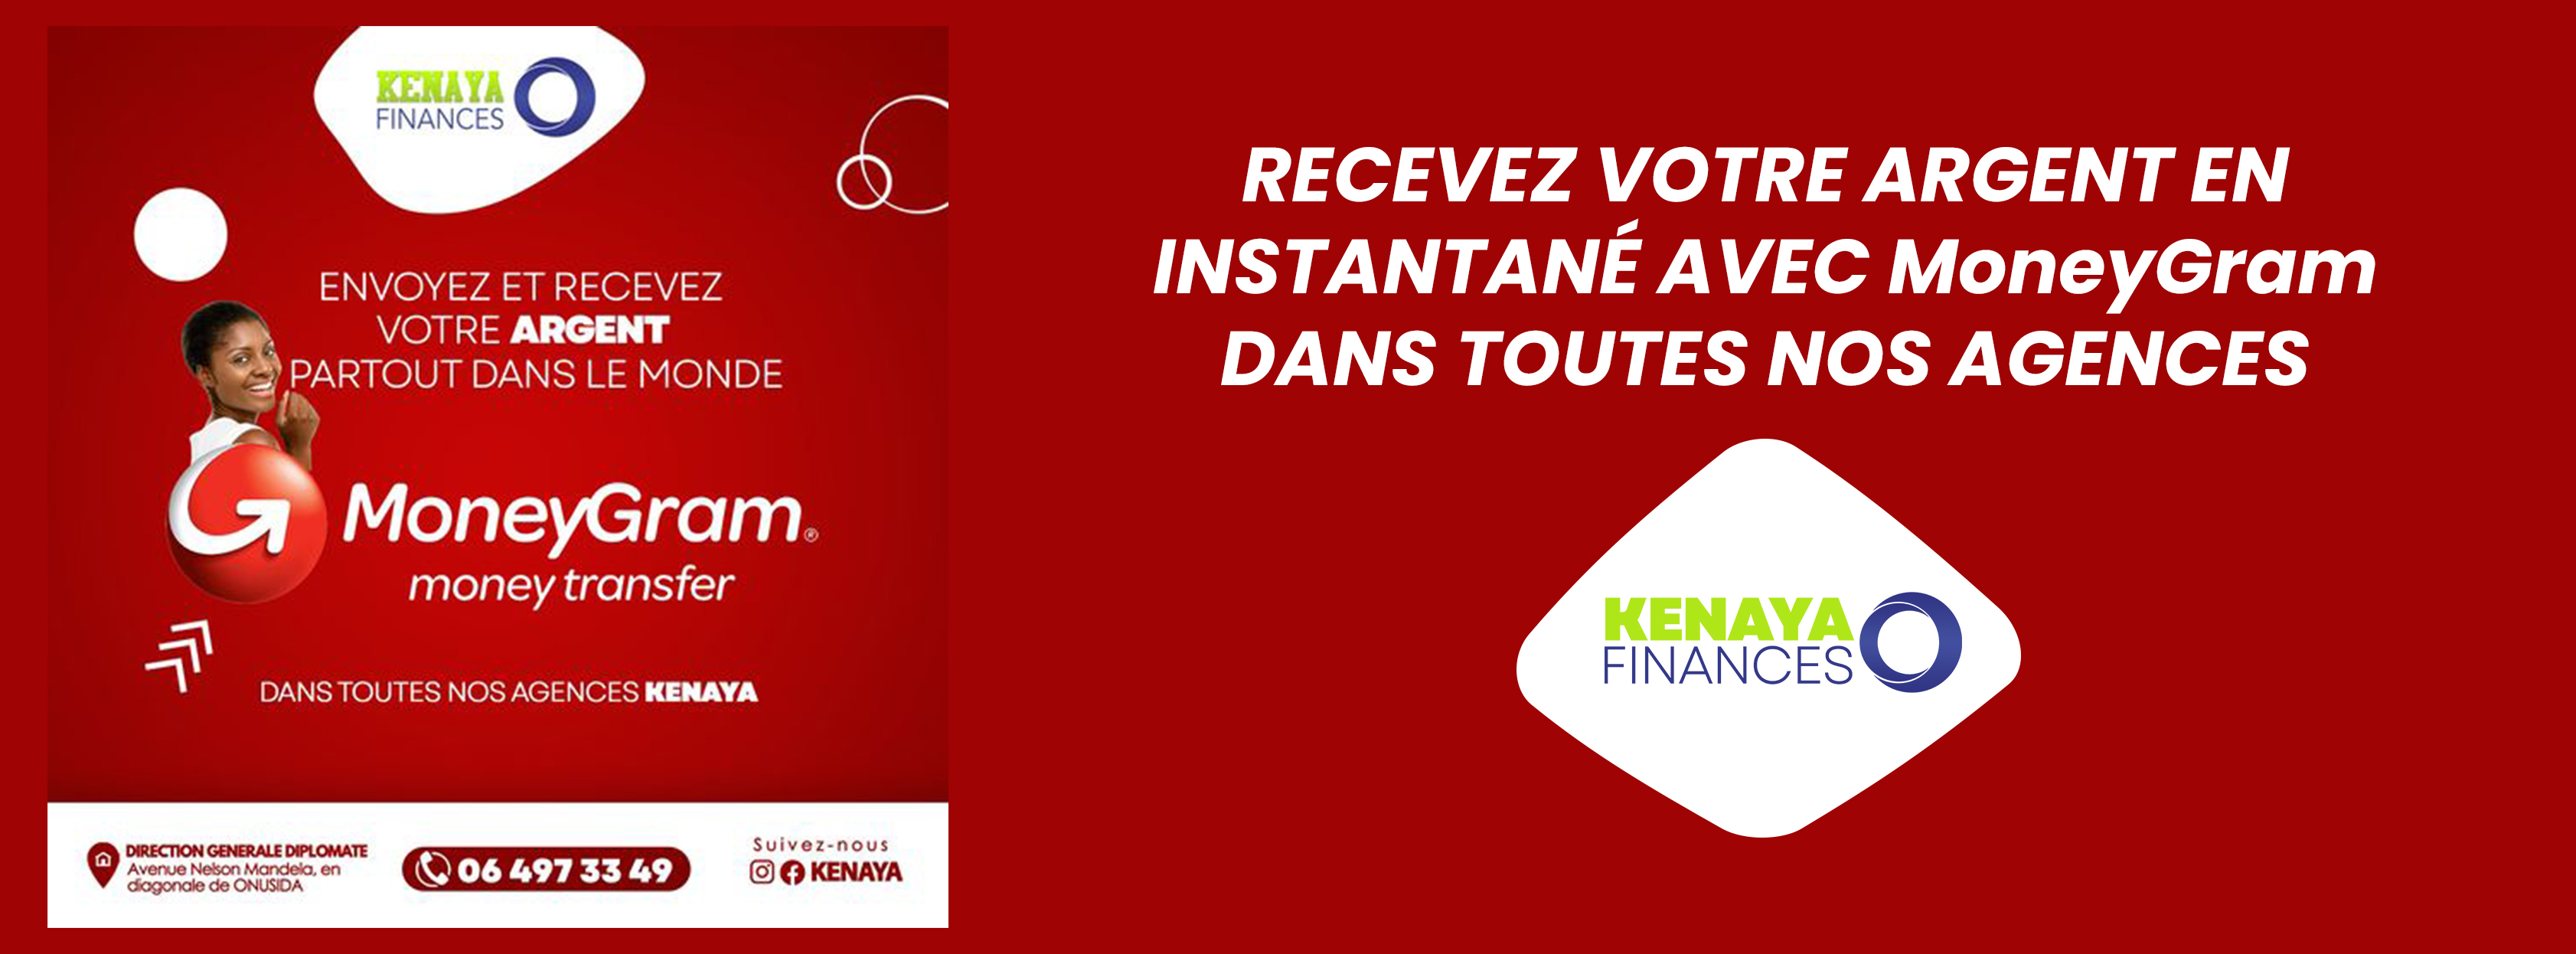 KENAYA
FINANCES
ENVOYEZ ET RECEVEZ
VOTRE ARGENT
PARTOUT DANS LE MONDE
MoneyGram®
money transfer
DANS TOUTES NOS AGENCES KENAYA
DIRECTION GENERALE DIPLOMATE
Avenue Nelson Mandela, en
diagonale de ONUSIDA
06 497 33 49
Suivez-nous
KENAYA
RECEVEZ VOTRE ARGENT EN
INSTANTANÉ AVEC MoneyGram
DANS TOUTES NOS AGENCES
KENAYA
FINANCES